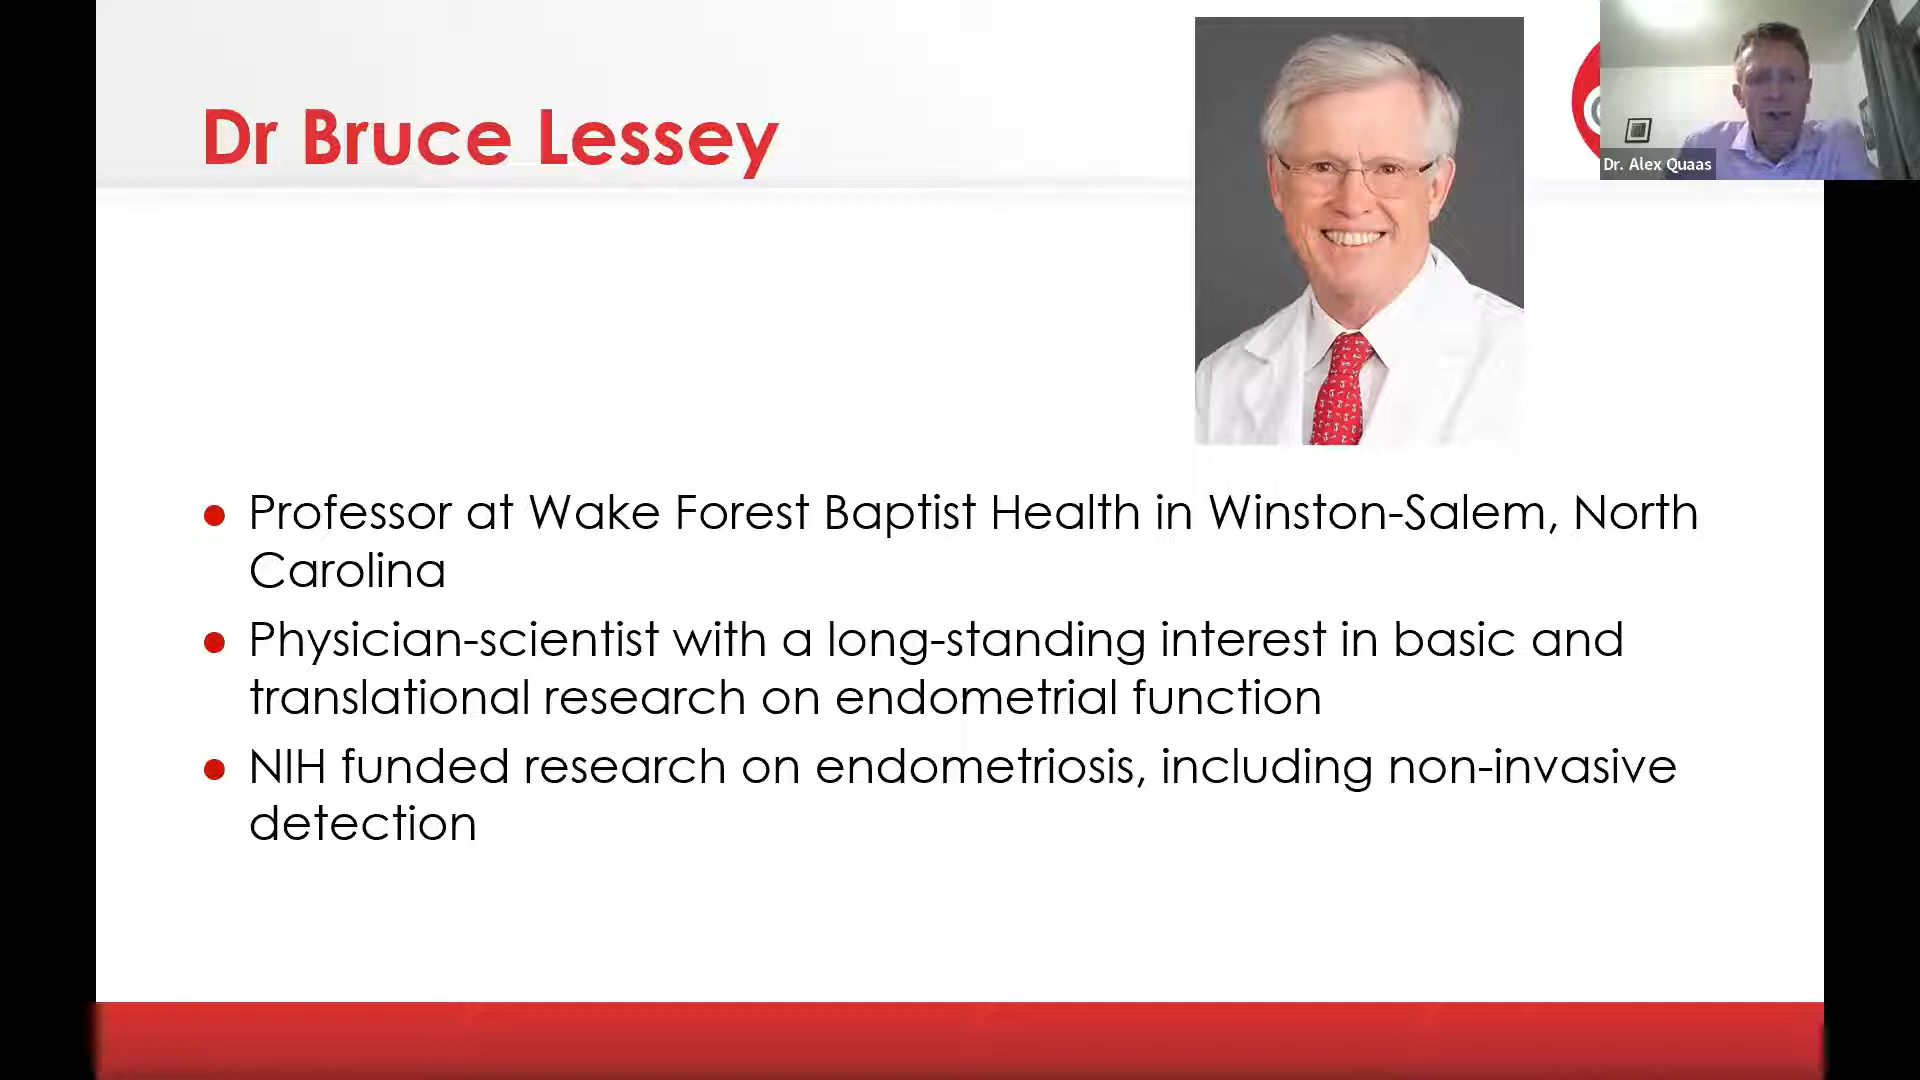 Dr Bruce Lessey
Dr. Alex Quaas
Professor at Wake Forest Baptist Health in Winston-Salem, North
Carolina
Physician-scientist with a long-standing interest in basic and
translational research on endometrial function
NIH funded research on endometriosis, including non-invasive
detection